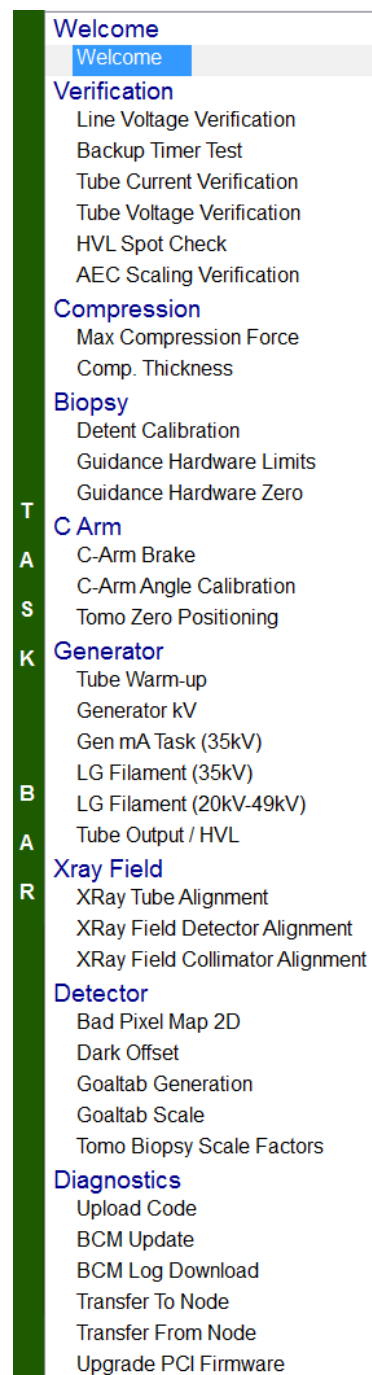 Welcome
Welcome
Verification
Line Voltage Verification
Backup Timer Test
Tube Current Verification
Tube Voltage Verification
HVL Spot Check
AEC Scaling Verification
Compression
Max Compression Force
Comp. Thickness
Biopsy
Detent Calibration
Guidance Hardware Limits
Guidance Hardware Zero
C Arm
C-Arm Brake
C-Arm Angle Calibration
Tomo Zero Positioning
Generator
Tube Warm-up
Generator kV
Gen mA Task (35kV)
LG Filament (35kV)
LG Filament (20kV-49kV)
Tube Output / HVL
Xray Field
XRay Tube Alignment
XRay Field Detector Alignment
XRay Field Collimator Alignment
Detector
Bad Pixel Map 2D
Dark Offset
Goaltab Generation
Goaltab Scale
Tomo Biopsy Scale Factors
Diagnostics
Upload Code
BCM Update
BCM Log Download
Transfer To Node
Transfer From Node
Upgrade PCI Firmware
TASK BAR